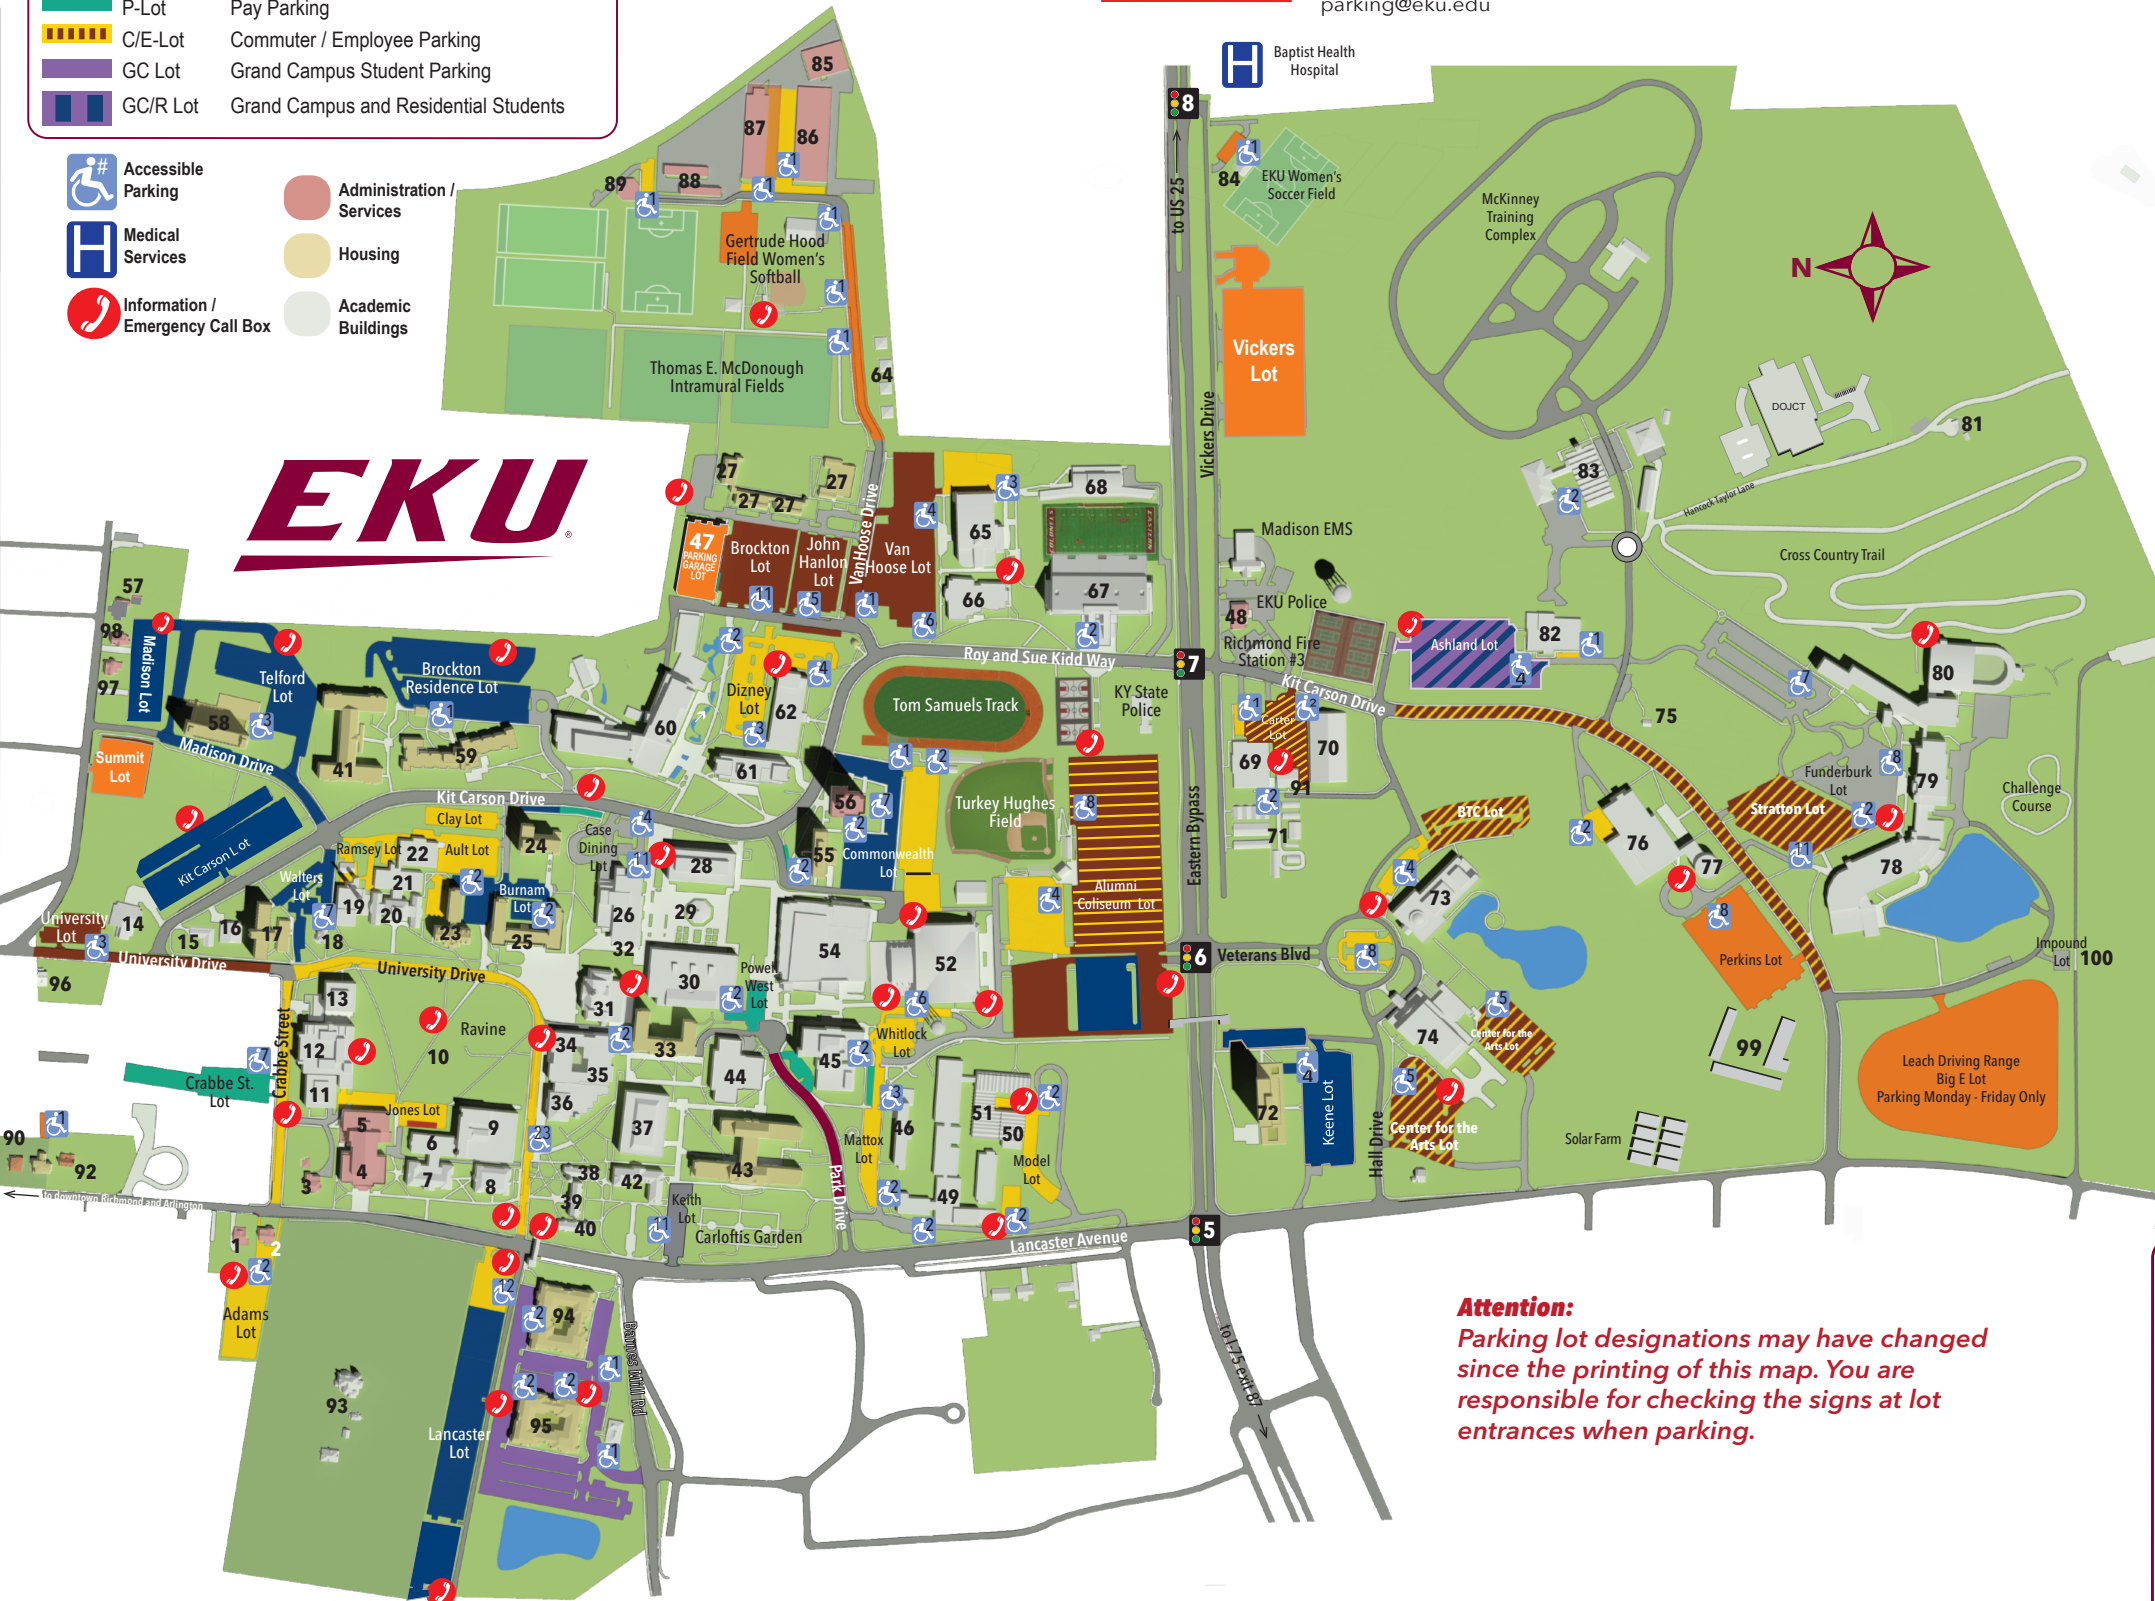 P-Lot Pay Parking
C/E-Lot Commuter / Employee Parking
GC Lot Grand Campus Student Parking
GC/R Lot Grand Campus and Residential Students
parking@eku.edu
# Accessible
Parking
H Medical
Services
Information /
Emergency Call Box
Administration /
Services
Housing
Academic
Buildings
H Baptist Health
Hospital
8
to US 25
85
87
86
88
89
84
EKU Women's
Soccer Field
McKinney
Training
Complex
N
Gertrude Hood
Field Women's
Softball
Thomas E. McDonough
Intramural Fields
64
Vickers
Lot
Vickers Drive
DOJCT
81
83
Hancock Taylor Lane
Cross Country Trail
EKU®
27
27
27
27
47
PARKING
GARAGE
LOT
Brockton
Lot
John
Hanlon
Lot
Van Hoose Drive
Van
Hoose Lot
65
68
66
67
Madison EMS
48
EKU Police
Richmond Fire
Station #3
7
Roy and Sue Kidd Way
Kit Carson Drive
Ashland Lot
82
80
57
98
97
Madison Lot
Telford
Lot
58
Brockton
Residence Lot
41
59
Summit
Lot
Madison Drive
60
Dizney
Lot
62
61
Tom Samuels Track
KY State
Police
Carter
Lot
69
70
91
71
75
Funderburk
Lot
79
Challenge
Course
Stratton Lot
BTC Lot
76
77
78
Kit Carson Drive
Clay Lot
Kit Carson Lot
Ramsey Lot
22
Ault Lot
24
Case
Dining
Lot
28
56
55
Commonwealth
Lot
Turkey Hughes
Field
Alumni
Coliseum Lot
Eastern Bypass
73
Walters
Lot
21
19
20
Burnam
Lot
23
25
26
29
32
University
Lot
14
15
16
17
18
University Drive
University Drive
96
54
52
30
31
Powell
West
Lot
6
Veterans Blvd
Perkins Lot
Impound
Lot
100
13
12
11
Ravine
10
Crabbe Street
Crabbe St.
Lot
34
35
36
33
44
45
Whitlock
Lot
74
Center for the
Arts Lot
Center for the
Arts Lot
99
Leach Driving Range
Big E Lot
Parking Monday - Friday Only
Jones Lot
5
4
3
6
7
8
9
37
38
39
40
42
43
46
Mattox
Lot
51
50
49
Model
Lot
72
Keene Lot
Hall Drive
Solar Farm
90
92
to downtown Richmond and Arlington
Keith
Lot
Carloftis Garden
Park Drive
Lancaster Avenue
5
1
2
Adams
Lot
93
94
95
Lancaster
Lot
Barnes Mill Rd
to I-75 exit 87
Attention:
Parking lot designations may have changed
since the printing of this map. You are
responsible for checking the signs at lot
entrances when parking.